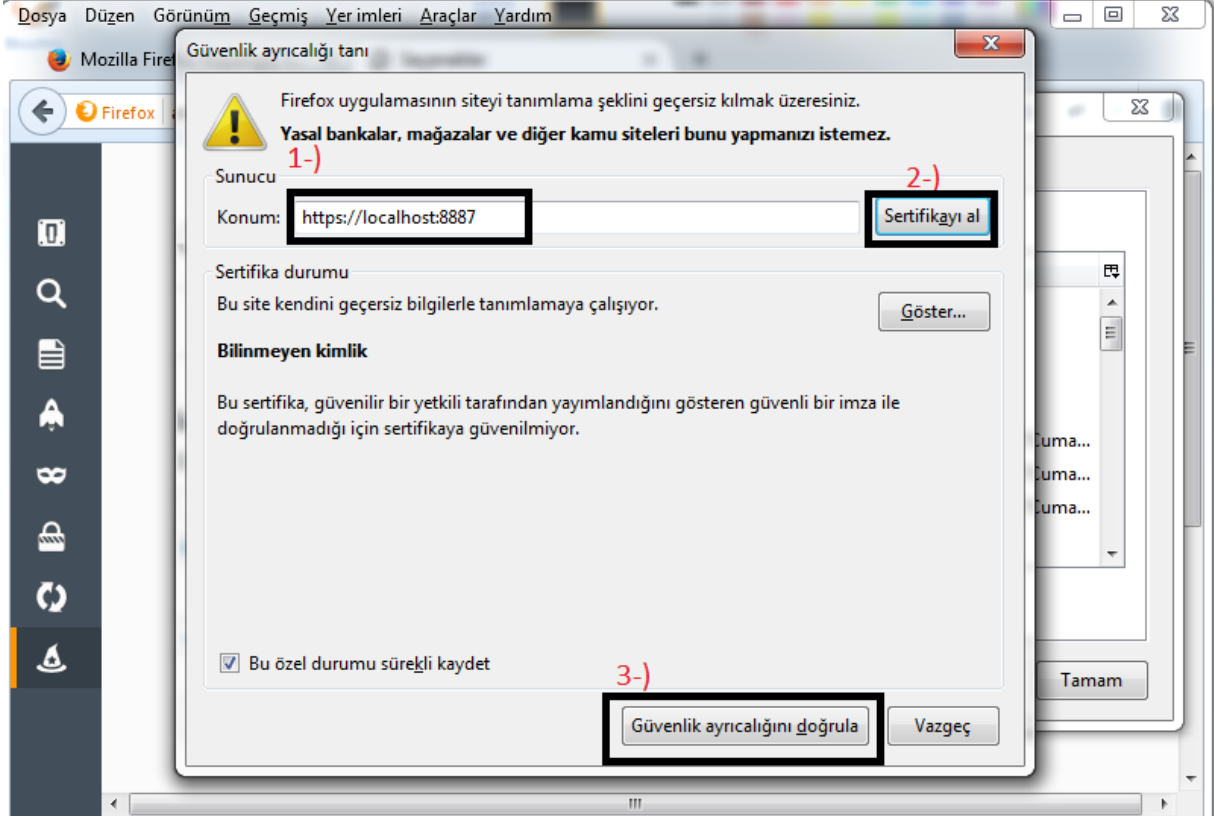 Dosya Düzen Görünüm Geçmiş Yer imleri Araçlar Yardım
Güvenlik ayrıcalığı tanı
Mozilla Firef
Firefox
Firefox uygulamasının siteyi tanımlama şeklini geçersiz kılmak üzeresiniz.
Yasal bankalar, mağazalar ve diğer kamu siteleri bunu yapmanızı istemez.
1-)
Sunucu
2-)
Konum: https://localhost:8887 Sertifikayı al
Sertifika durumu
Bu site kendini geçersiz bilgilerle tanımlamaya çalışıyor.
Göster...
Bilinmeyen kimlik
Bu sertifika, güvenilir bir yetkili tarafından yayımlandığını gösteren güvenli bir imza ile
doğrulanmadığı için sertifikaya güvenilmiyor.
Cuma...
Cuma...
Cuma...
Bu özel durumu sürekli kaydet
3-)
Tamam
Güvenlik ayrıcalığını doğrula Vazgeç